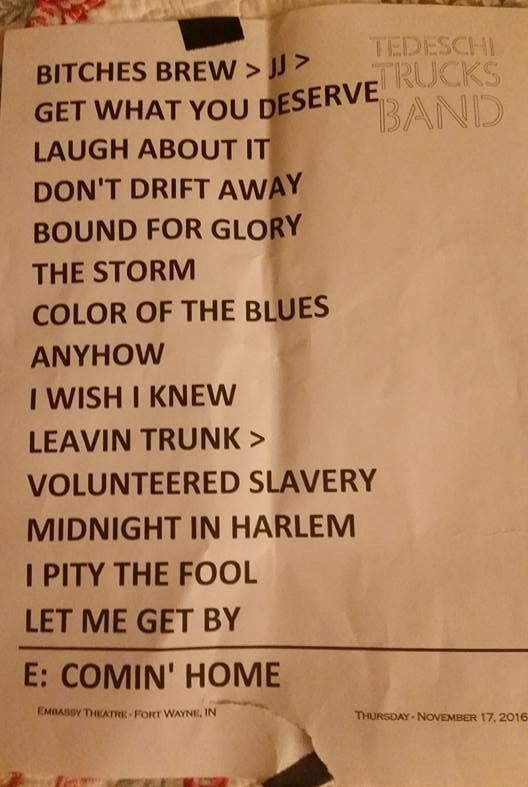 TEDESCHI
TRUCKS
BAND
BITCHES BREW > JJ >
GET WHAT YOU DESERVE
LAUGH ABOUT IT
DON'T DRIFT AWAY
BOUND FOR GLORY
THE STORM
COLOR OF THE BLUES
ANYHOW
I WISH I KNEW
LEAVIN TRUNK >
VOLUNTEERED SLAVERY
MIDNIGHT IN HARLEM
I PITY THE FOOL
LET ME GET BY
E: COMIN' HOME
EMBASSY THEATRE - FORT WAYNE, IN
THURSDAY - NOVEMBER 17, 2016